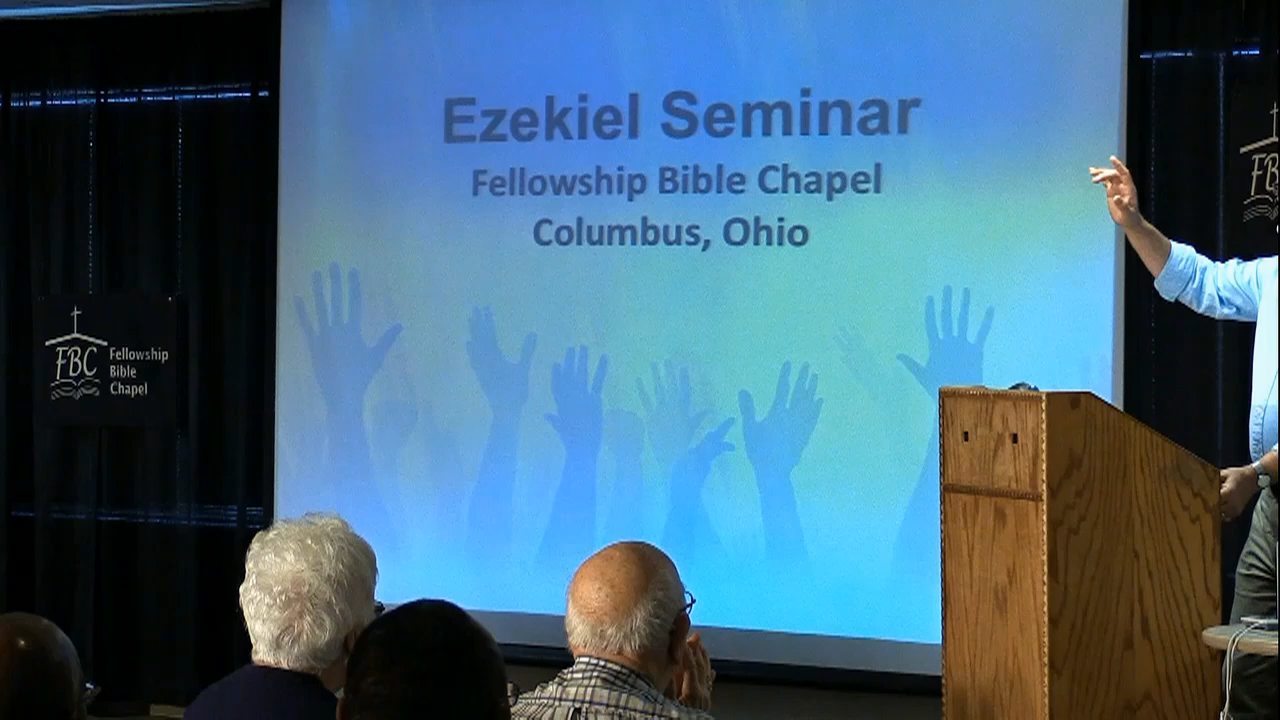 Ezekiel Seminar
Fellowship Bible Chapel
Columbus, Ohio
FBC
Fellowship
Bible
Chapel